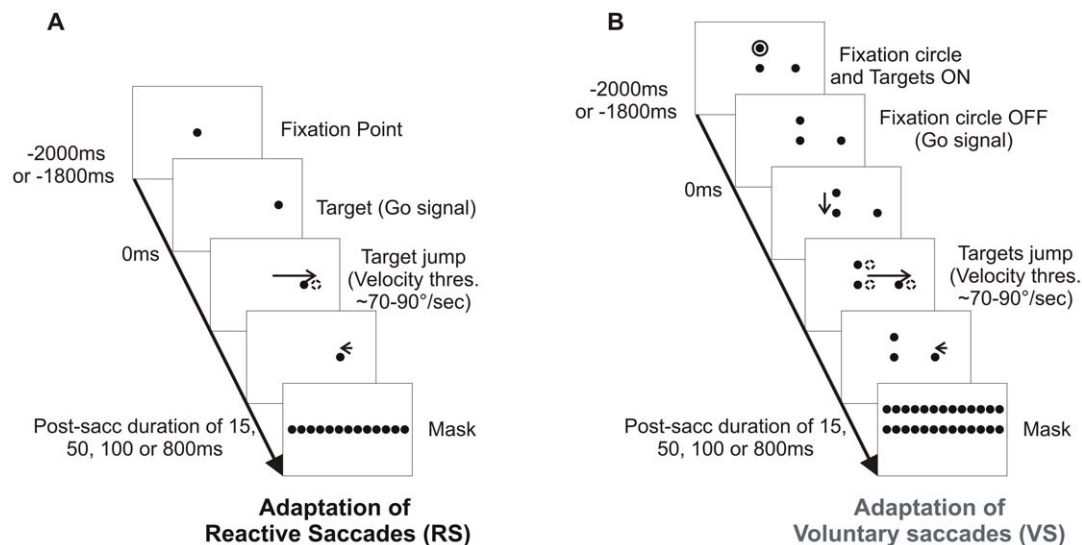 A
Fixation Point
-2000ms
or -1800ms
Target (Go signal)
0ms
Target jump
(Velocity thres.
~70-90°/sec)
Post-sacc duration of 15,
50, 100 or 800ms
Mask
Adaptation of
Reactive Saccades (RS)
B
Fixation circle
and Targets ON
-2000ms
or -1800ms
Fixation circle OFF
(Go signal)
0ms
Targets jump
(Velocity thres.
~70-90°/sec)
Post-sacc duration of 15,
50, 100 or 800ms
Mask
Adaptation of
Voluntary saccades (VS)